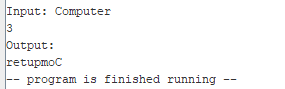 Input: Computer
3
Output:
retupmoC
-- program is finished running --